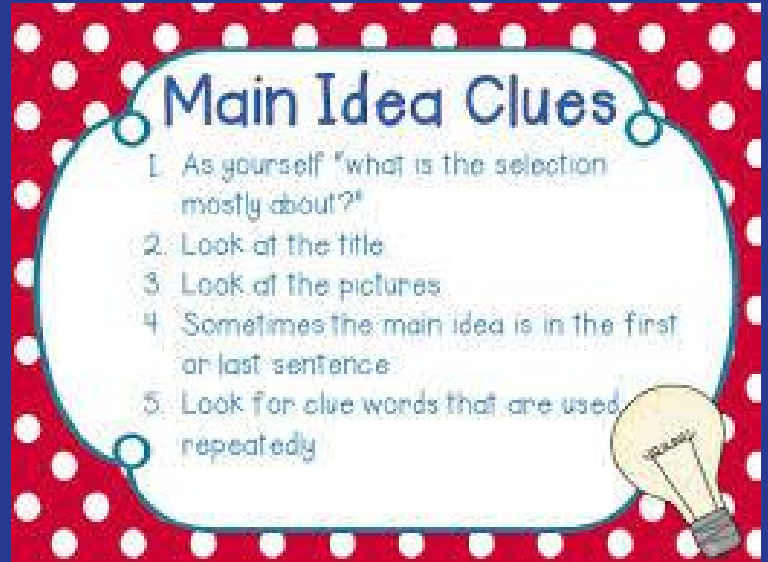 Main Idea Clues
1. As yourself "what is the selection
mostly about?"
2. Look at the title
3. Look at the pictures
4. Sometimes the main idea is in the first
or last sentence
5. Look for clue words that are used
repeatedly